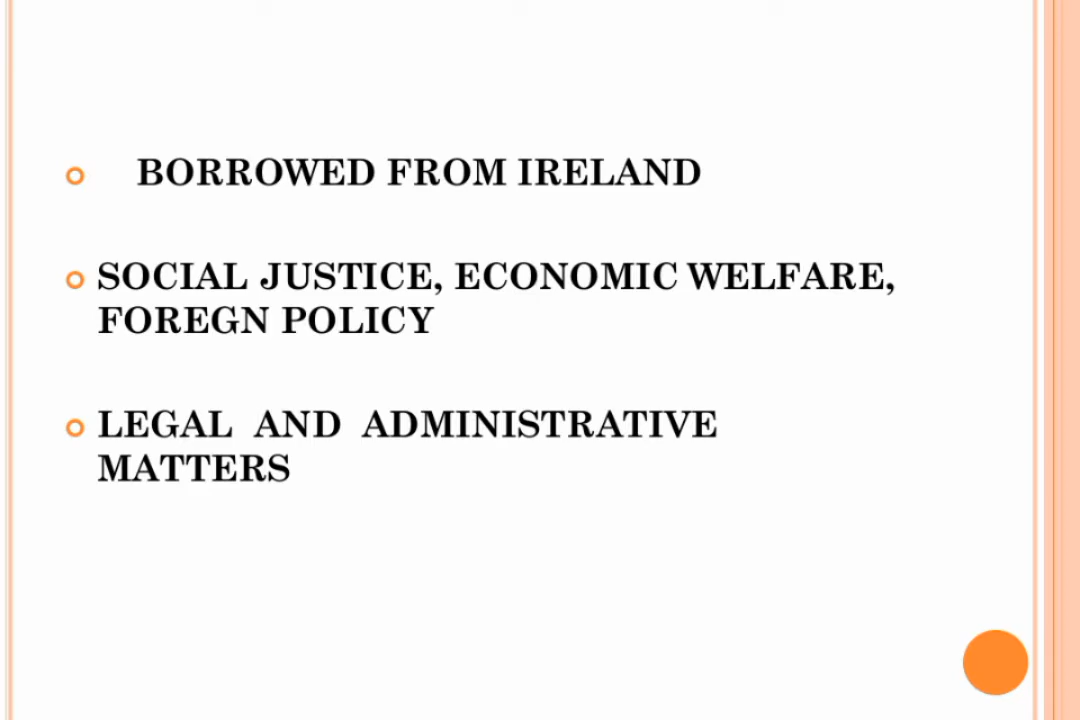 BORROWED FROM IRELAND
SOCIAL JUSTICE, ECONOMIC WELFARE,
FOREGN POLICY
LEGAL AND ADMINISTRATIVE
MATTERS